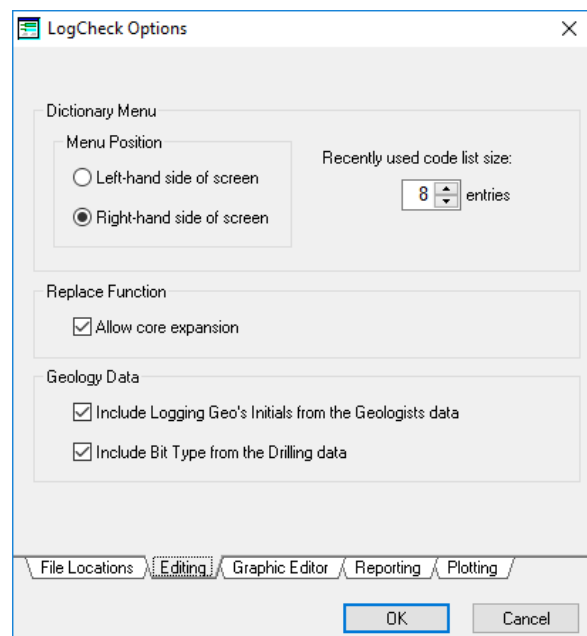 LogCheck Options
Dictionary Menu
Menu Position
Left-hand side of screen
Right-hand side of screen
Recently used code list size:
8 entries
Replace Function
Allow core expansion
Geology Data
Include Logging Geo's Initials from the Geologists data
Include Bit Type from the Drilling data
File Locations Editing Graphic Editor Reporting Plotting
OK Cancel